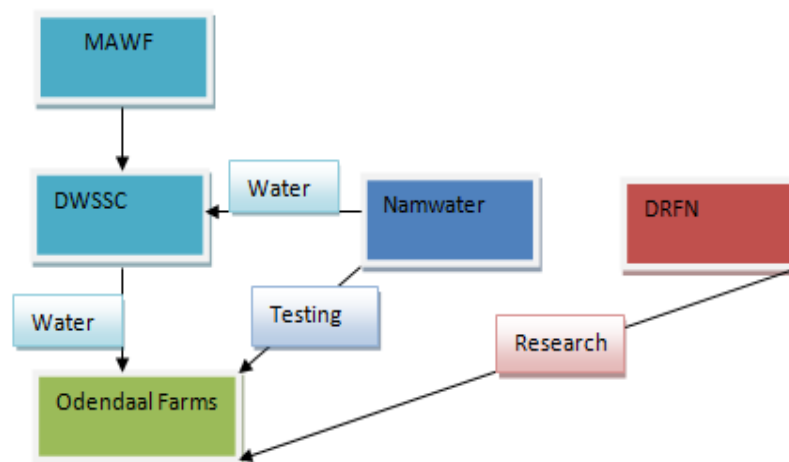 MAWF
DWSSC
Water
Namwater
DRFN
Water
Testing
Research
Odendaal Farms